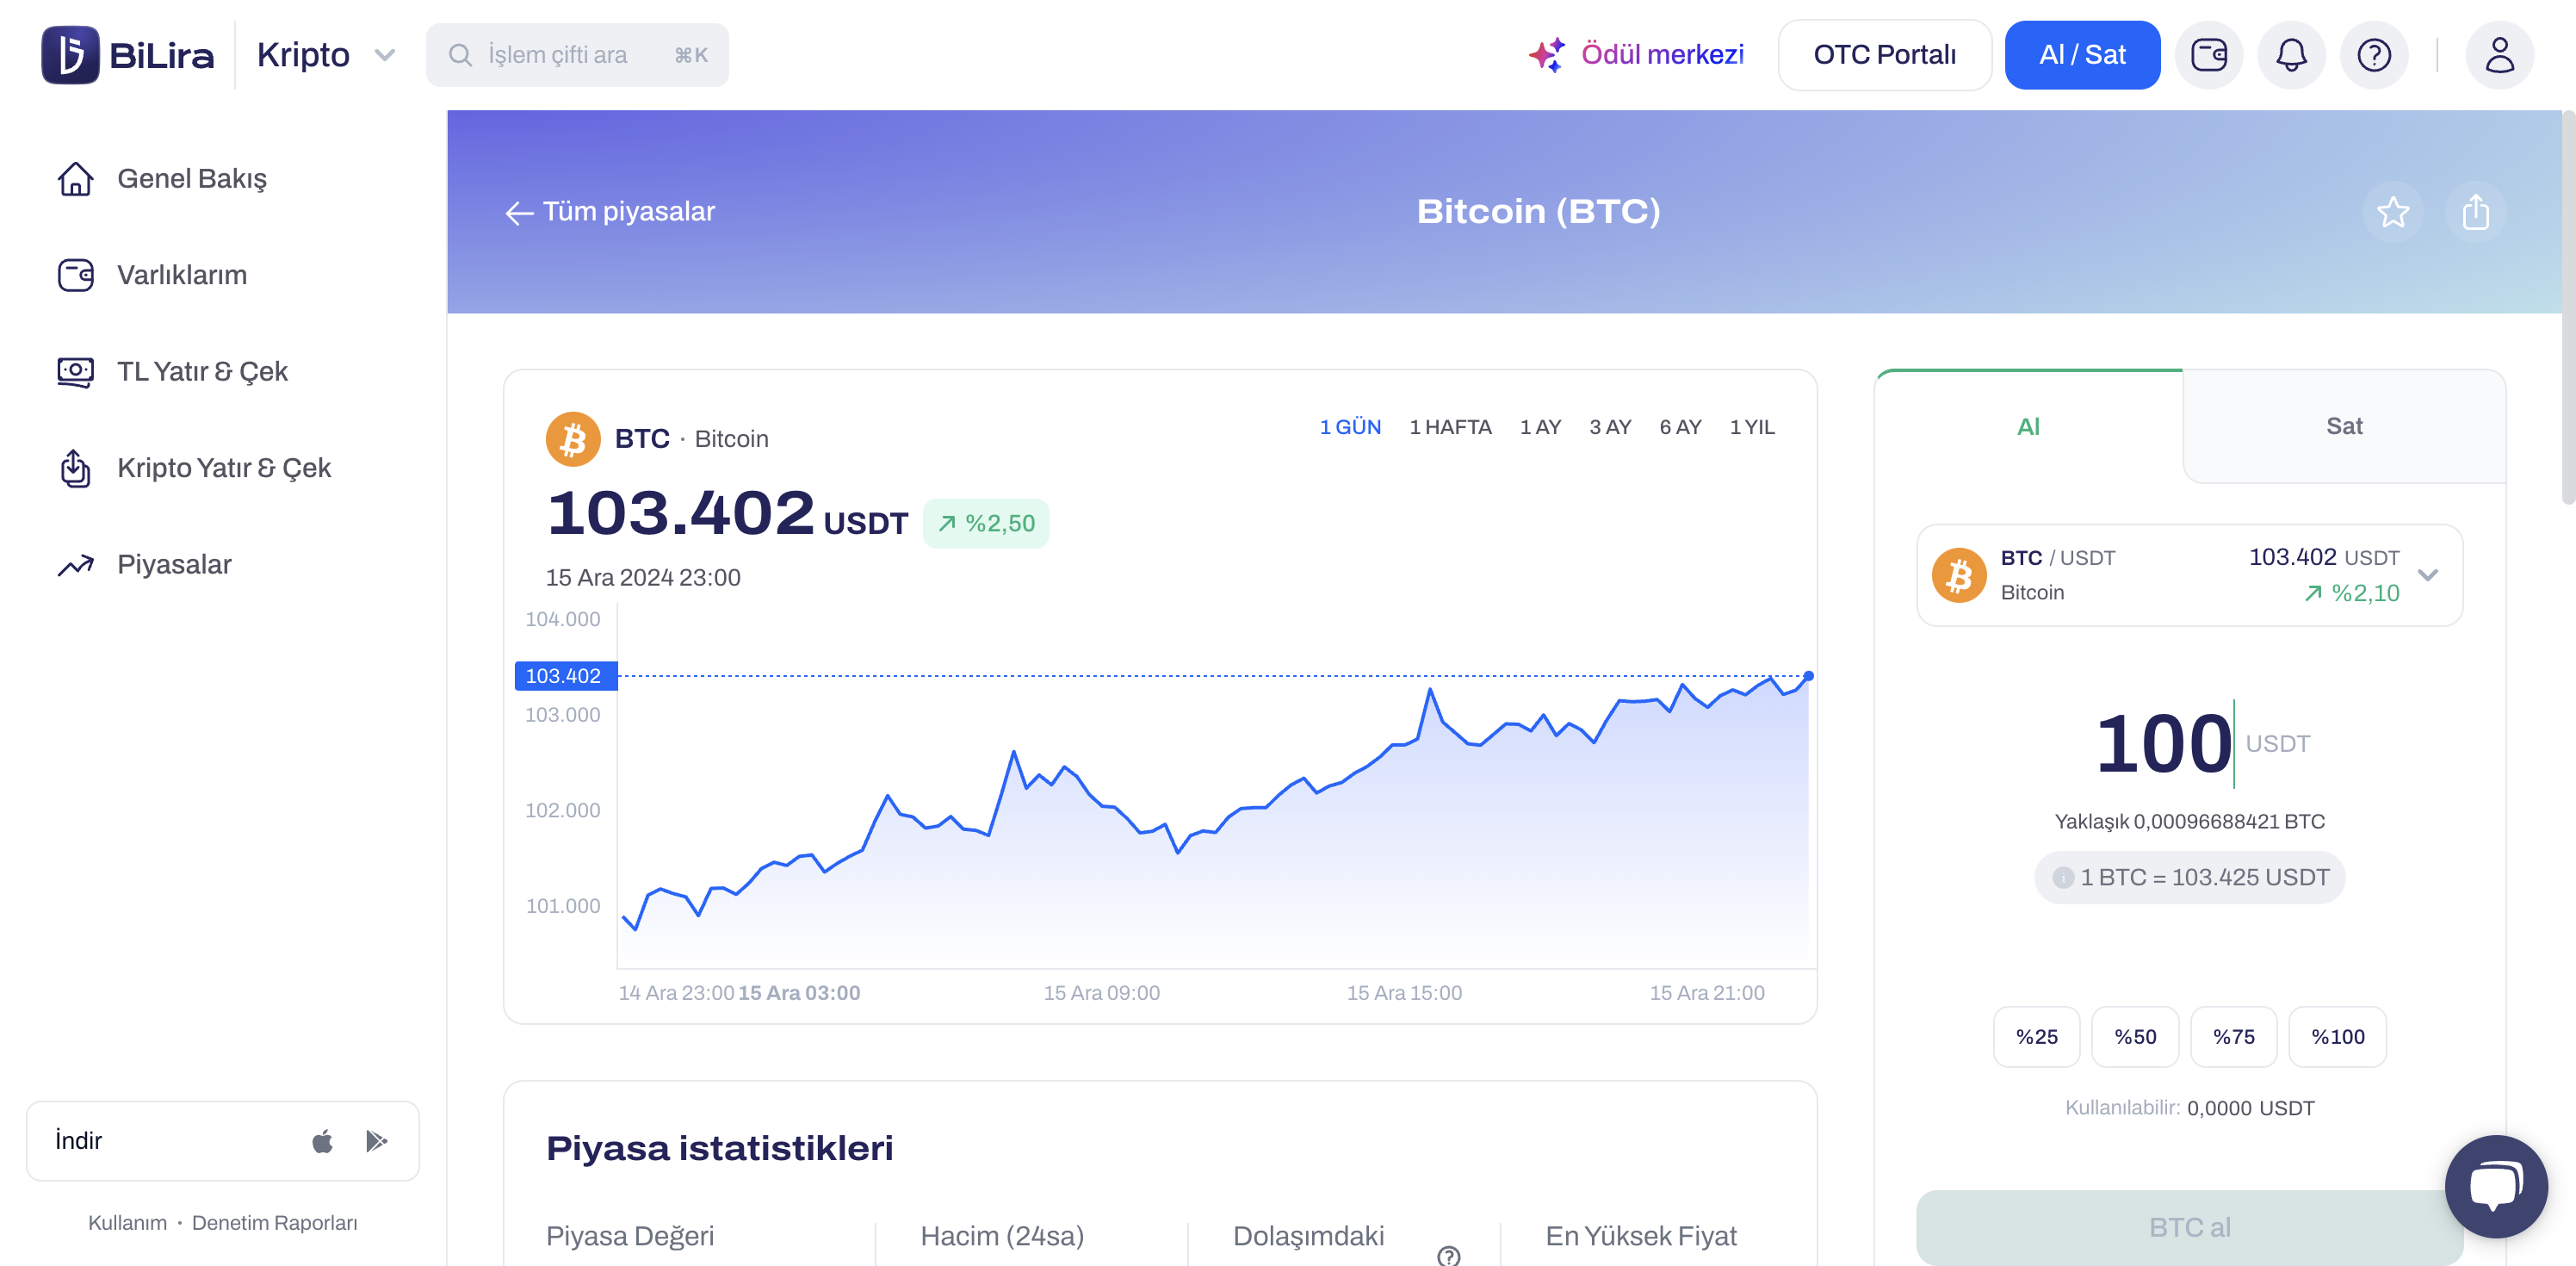 BiLira
Kripto
İşlem çifti ara ⌘K
Ödül merkezi
OTC Portalı
Al / Sat
Genel Bakış
Varlıklarım
TL Yatır & Çek
Kripto Yatır & Çek
Piyasalar
İndir
Kullanım · Denetim Raporları
Tüm piyasalar
Bitcoin (BTC)
BTC · Bitcoin
1 GÜN 1 HAFTA 1 AY 3 AY 6 AY 1 YIL
103.402 USDT %2,50
15 Ara 2024 23:00
104.000
103.402
103.000
102.000
101.000
14 Ara 23:00 15 Ara 03:00 15 Ara 09:00 15 Ara 15:00 15 Ara 21:00
Piyasa istatistikleri
Piyasa Değeri Hacim (24sa) Dolaşımdaki En Yüksek Fiyat
Al Sat
BTC / USDT 103.402 USDT
Bitcoin %2,10
100 USDT
Yaklaşık 0,00096688421 BTC
1 BTC = 103.425 USDT
%25 %50 %75 %100
Kullanılabilir: 0,0000 USDT
BTC al